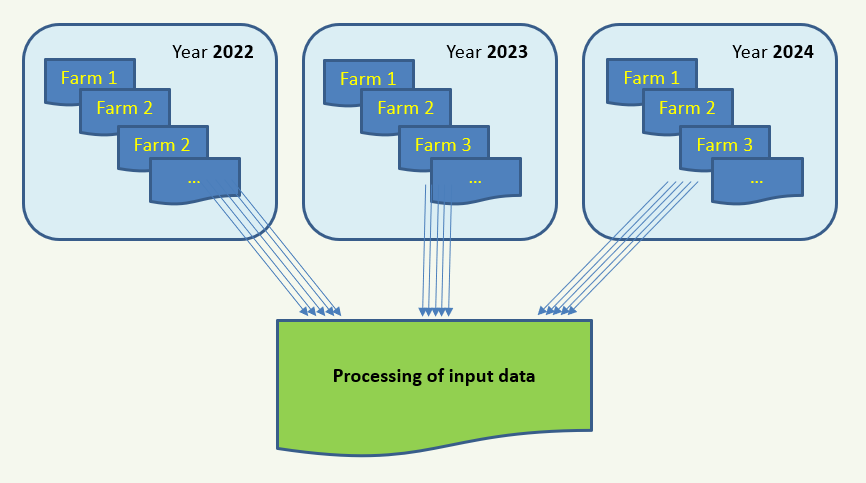 Year 2022
Farm 1
Farm 2
Farm 2
...
Year 2023
Farm 1
Farm 2
Farm 3
...
Year 2024
Farm 1
Farm 2
Farm 3
...
Processing of input data